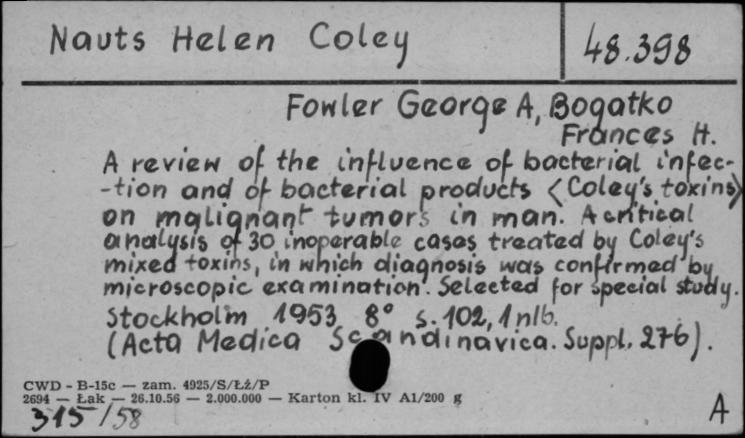 Nauts Helen Coley
48.398
Fowler George A, Bogatko
Frances H.
A review of the influence of bacterial infec-
-tion and of bacterial products <Coley's toxins>
on malignant tumors in man. A critical
analysis of 30 inoperable cases treated by Coley's
mixed toxins, in which diagnosis was confirmed by
microscopic examination. Selected for special study.
Stockholm 1953 8° s. 102, 1 nlb.
(Acta Medica Scandinavica. Suppl. 276).
CWD - B-15c — zam. 4925/S/Łż/P
2694 — Łak — 26.10.56 — 2.000.000 — Karton kl. IV A1/200 g
315/58
A